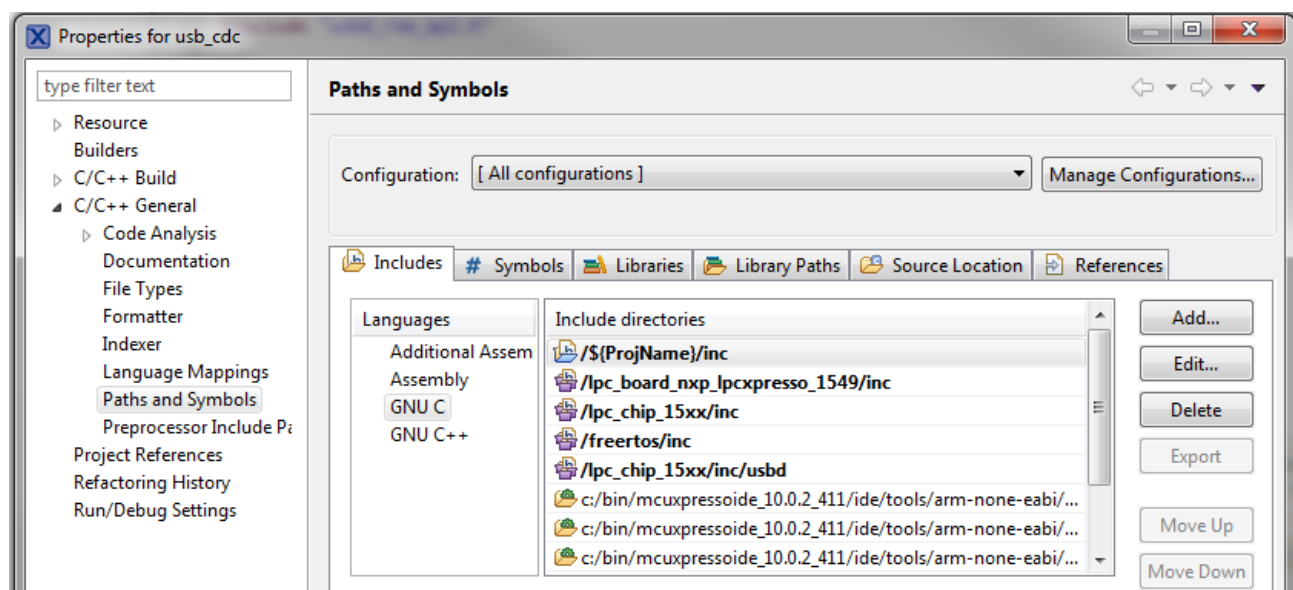 Properties for usb_cdc
type filter text
Resource
Builders
C/C++ Build
C/C++ General
Code Analysis
Documentation
File Types
Formatter
Indexer
Language Mappings
Paths and Symbols
Preprocessor Include Pa
Project References
Refactoring History
Run/Debug Settings
Paths and Symbols
Configuration: [ All configurations ] Manage Configurations...
Includes # Symbols Libraries Library Paths Source Location References
Languages
Additional Assem
Assembly
GNU C
GNU C++
Include directories
/${ProjName}/inc
/lpc_board_nxp_lpcxpresso_1549/inc
/lpc_chip_15xx/inc
/freertos/inc
/lpc_chip_15xx/inc/usbd
c:/bin/mcuxpressoide_10.0.2_411/ide/tools/arm-none-eabi/...
c:/bin/mcuxpressoide_10.0.2_411/ide/tools/arm-none-eabi/...
c:/bin/mcuxpressoide_10.0.2_411/ide/tools/arm-none-eabi/...
Add...
Edit...
Delete
Export
Move Up
Move Down